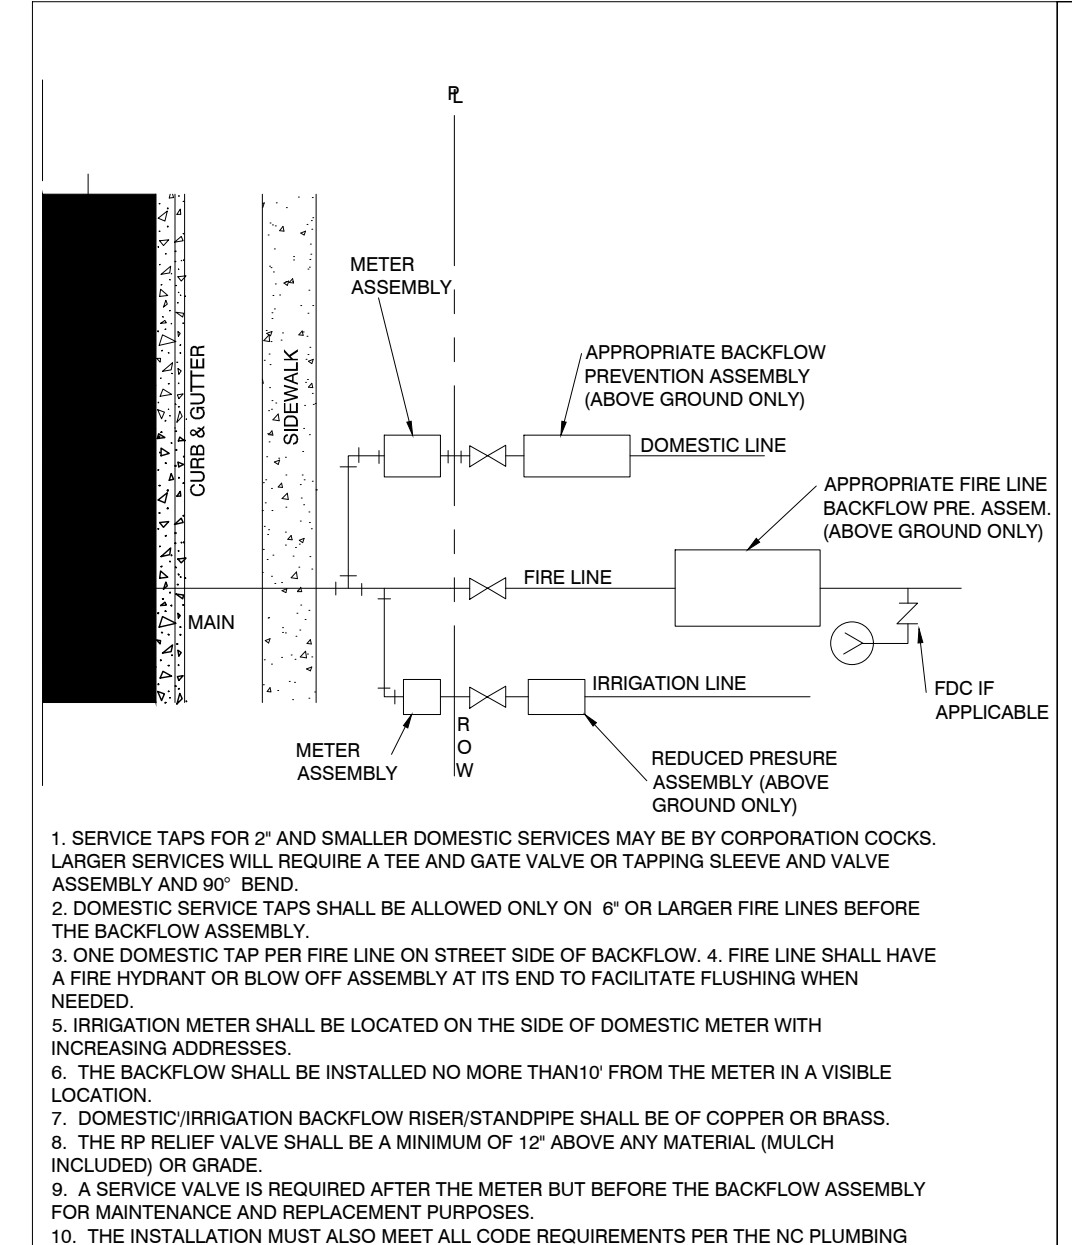 PL
METER
ASSEMBLY
APPROPRIATE BACKFLOW
PREVENTION ASSEMBLY
(ABOVE GROUND ONLY)
CURB & GUTTER
SIDEWALK
DOMESTIC LINE
APPROPRIATE FIRE LINE
BACKFLOW PRE. ASSEM.
(ABOVE GROUND ONLY)
FIRE LINE
MAIN
IRRIGATION LINE
FDC IF
APPLICABLE
R
O
W
METER
ASSEMBLY
REDUCED PRESURE
ASSEMBLY (ABOVE
GROUND ONLY)
1. SERVICE TAPS FOR 2" AND SMALLER DOMESTIC SERVICES MAY BE BY CORPORATION COCKS.
LARGER SERVICES WILL REQUIRE A TEE AND GATE VALVE OR TAPPING SLEEVE AND VALVE
ASSEMBLY AND 90° BEND.
2. DOMESTIC SERVICE TAPS SHALL BE ALLOWED ONLY ON 6" OR LARGER FIRE LINES BEFORE
THE BACKFLOW ASSEMBLY.
3. ONE DOMESTIC TAP PER FIRE LINE ON STREET SIDE OF BACKFLOW. 4. FIRE LINE SHALL HAVE
A FIRE HYDRANT OR BLOW OFF ASSEMBLY AT ITS END TO FACILITATE FLUSHING WHEN
NEEDED.
5. IRRIGATION METER SHALL BE LOCATED ON THE SIDE OF DOMESTIC METER WITH
INCREASING ADDRESSES.
6. THE BACKFLOW SHALL BE INSTALLED NO MORE THAN10' FROM THE METER IN A VISIBLE
LOCATION.
7. DOMESTIC'/IRRIGATION BACKFLOW RISER/STANDPIPE SHALL BE OF COPPER OR BRASS.
8. THE RP RELIEF VALVE SHALL BE A MINIMUM OF 12" ABOVE ANY MATERIAL (MULCH
INCLUDED) OR GRADE.
9. A SERVICE VALVE IS REQUIRED AFTER THE METER BUT BEFORE THE BACKFLOW ASSEMBLY
FOR MAINTENANCE AND REPLACEMENT PURPOSES.
10. THE INSTALLATION MUST ALSO MEET ALL CODE REQUIREMENTS PER THE NC PLUMBING